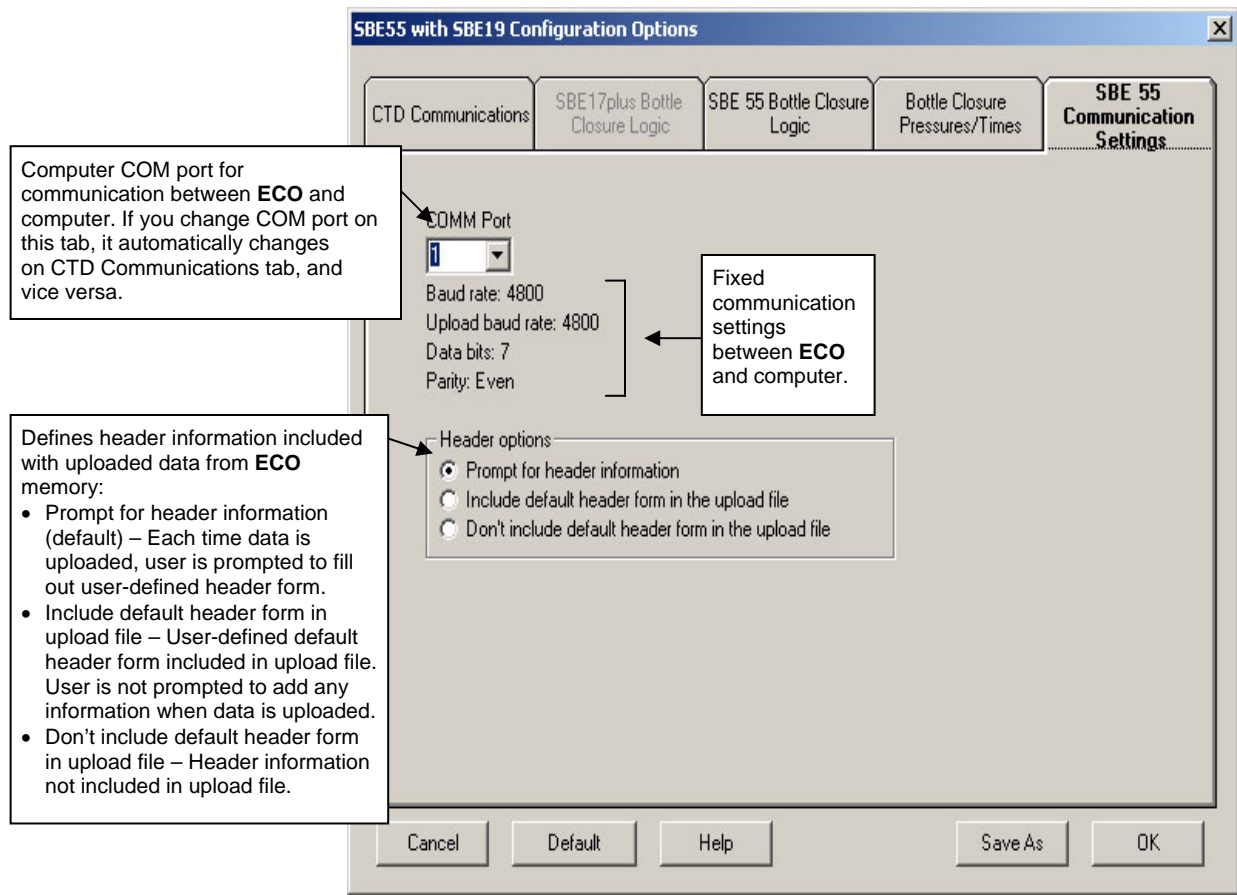 SBE55 with SBE19 Configuration Options
CTD Communications
SBE17plus Bottle
Closure Logic
SBE 55 Bottle Closure
Logic
Bottle Closure
Pressures/Times
SBE 55
Communication
Settings
Computer COM port for
communication between ECO and
computer. If you change COM port on
this tab, it automatically changes
on CTD Communications tab, and
vice versa.
COMM Port
1
Baud rate: 4800
Upload baud rate: 4800
Data bits: 7
Parity: Even
Fixed
communication
settings
between ECO
and computer.
Defines header information included
with uploaded data from ECO
memory:
• Prompt for header information
(default) – Each time data is
uploaded, user is prompted to fill
out user-defined header form.
• Include default header form in
upload file – User-defined default
header form included in upload file.
User is not prompted to add any
information when data is uploaded.
• Don't include default header form
in upload file – Header information
not included in upload file.
Header options
Prompt for header information
Include default header form in the upload file
Don't include default header form in the upload file
Cancel
Default
Help
Save As
OK